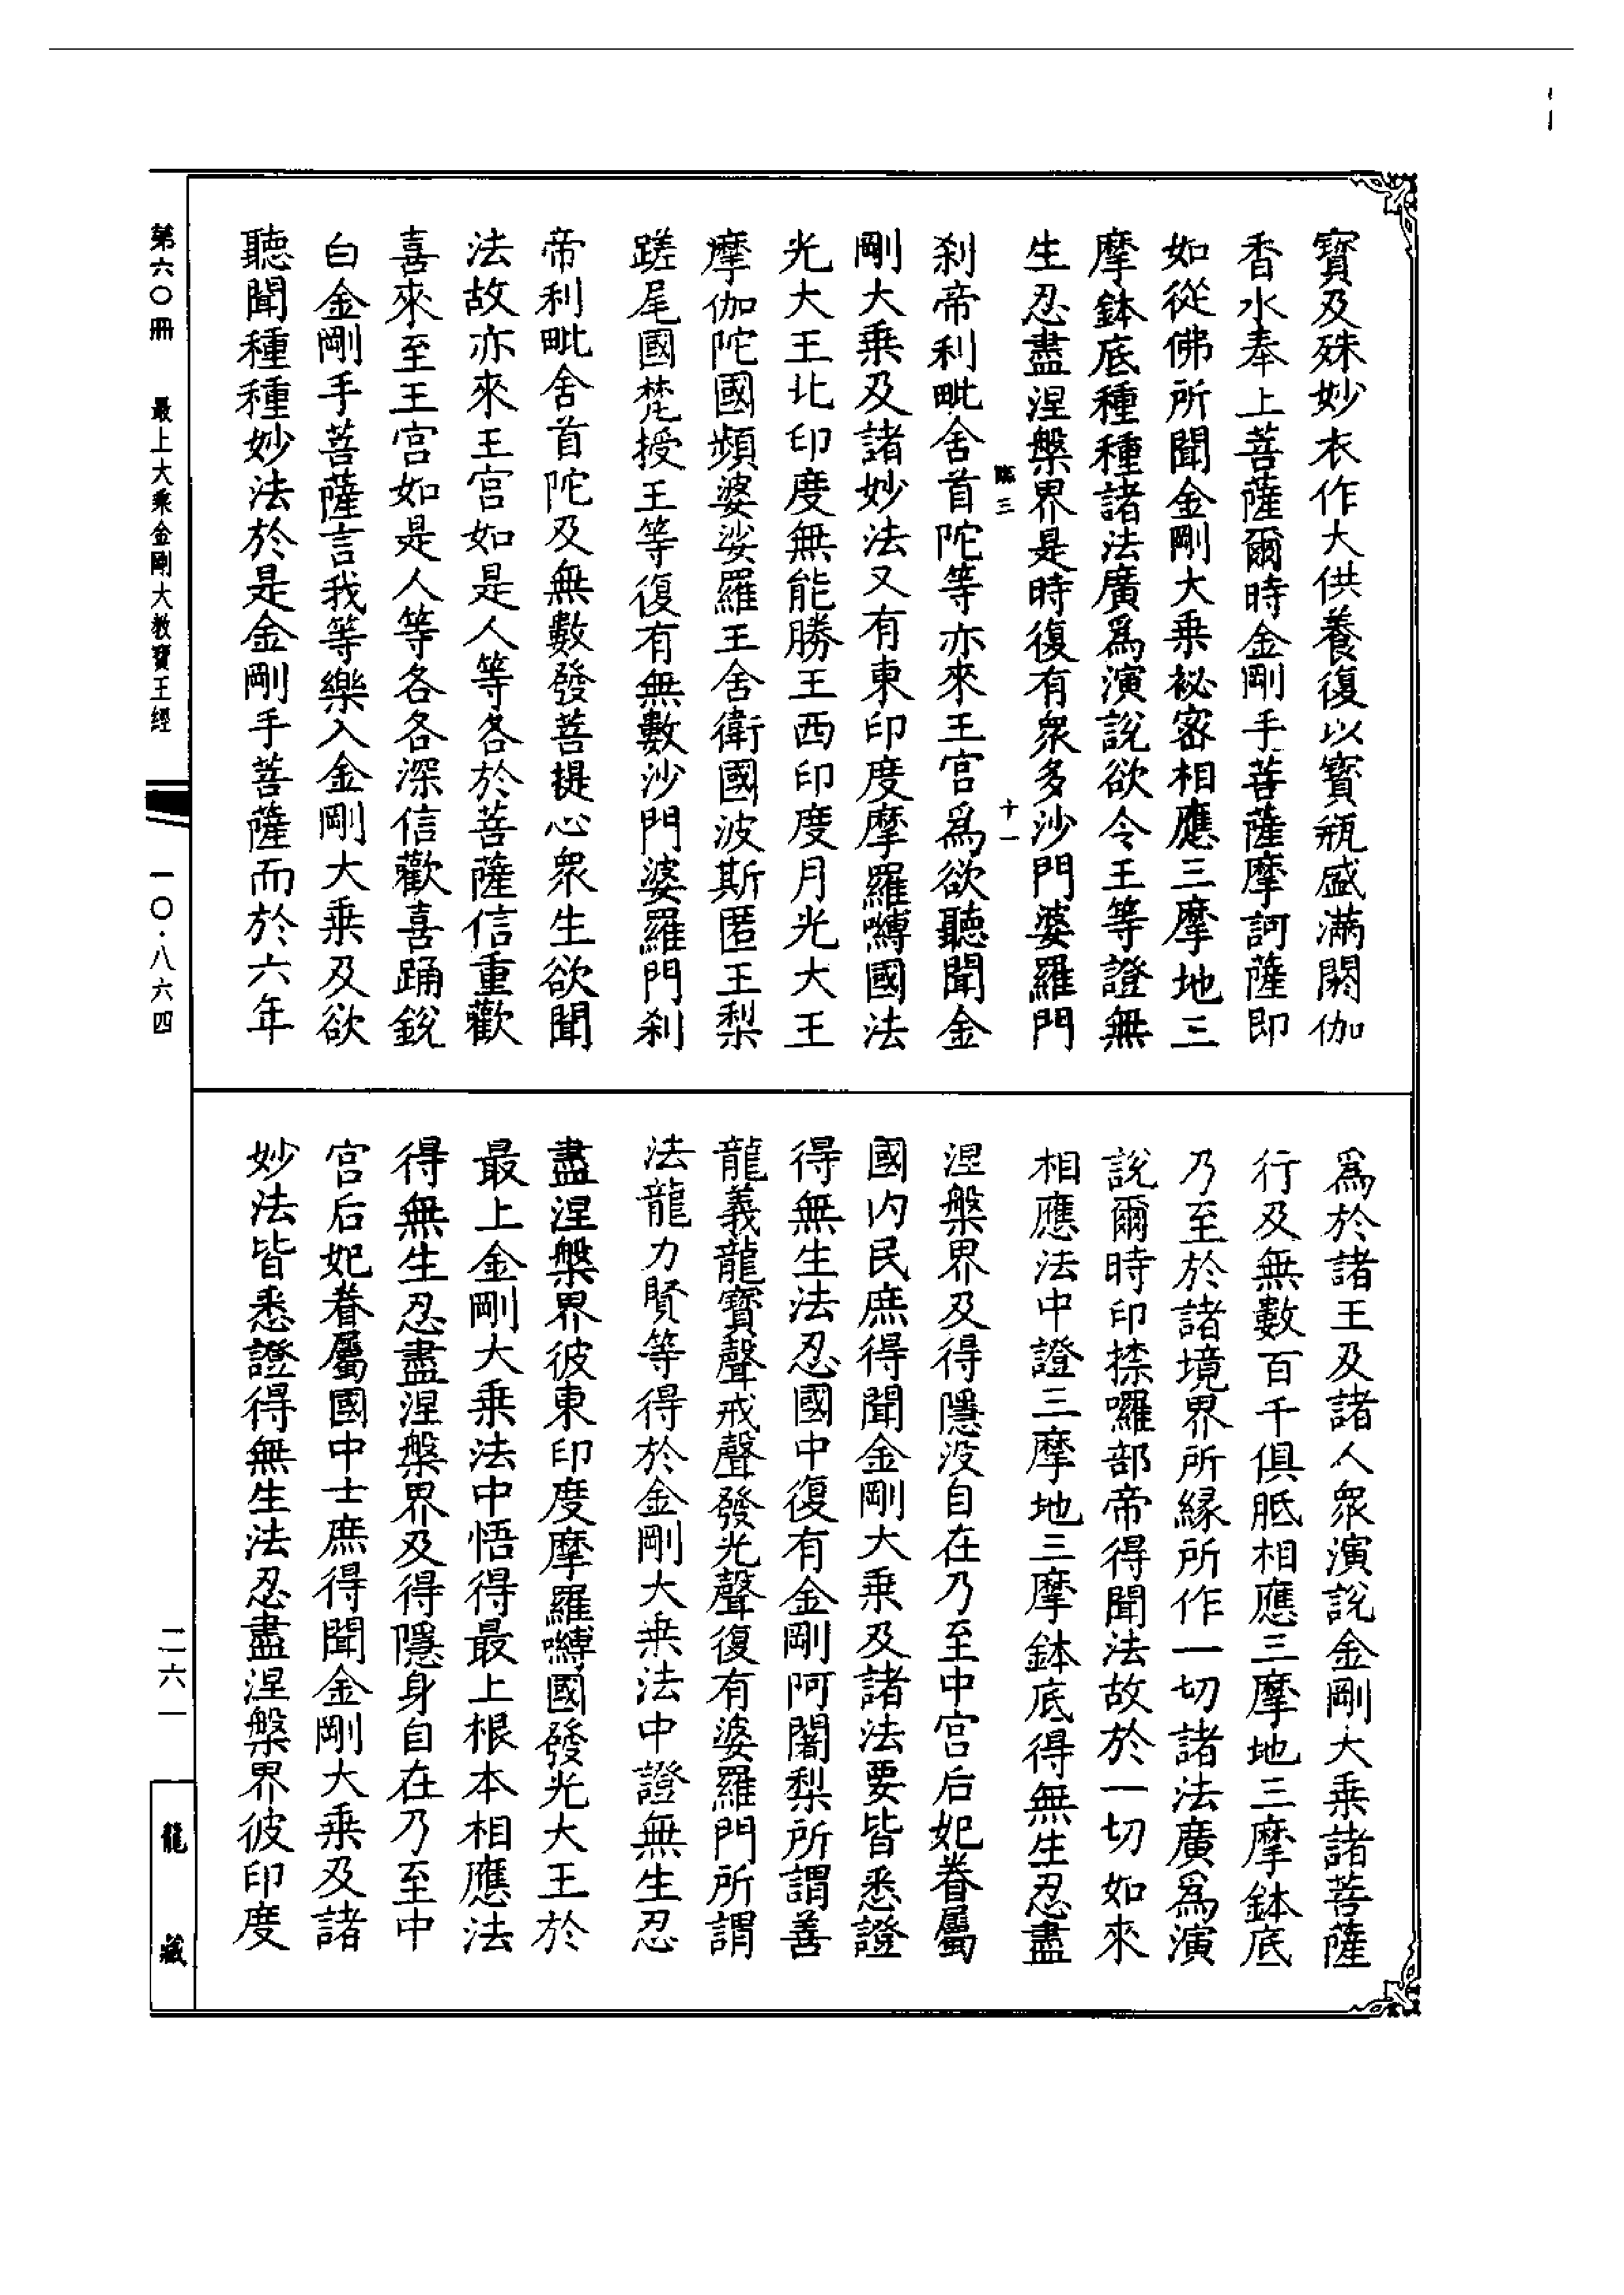 寶及殊妙衣作大供養復以寶瓶盛滿閼伽
香水奉上菩薩爾時金剛手菩薩摩訶薩即
如從佛所聞金剛大乘祕密相應三摩地三
摩鉢底種種諸法廣爲演說欲令王等證無
生忍盡涅槃界是時復有衆多沙門婆羅門
三
十一
刹帝利毗舍首陀等亦來王宮爲欲聽聞金
剛大乘及諸妙法又有東印度摩羅嚩國法
光大王北印度無能勝王西印度月光大王
摩伽陀國頻婆娑羅王舍衛國波斯匿王梨
蹉尾國梵授王等復有無數沙門婆羅門刹
帝利毗舍首陀及無數發菩提心衆生欲聞
法故亦來王宮如是人等各於菩薩信重歡
喜來至王宮如是人等各各深信歡喜踊銳
白金剛手菩薩言我等樂入金剛大乘及欲
聽聞種種妙法於是金剛手菩薩而於六年
爲於諸王及諸人衆演說金剛大乘諸菩薩
行及無數百千俱胝相應三摩地三摩鉢底
乃至於諸境界所緣所作一切諸法廣爲演
說爾時印捺囉部帝得聞法故於一切如來
相應法中證三摩地三摩鉢底得無生忍盡
涅槃界及得隱沒自在乃至中宮后妃眷屬
國內民庶得聞金剛大乘及諸法要皆悉證
得無生法忍國中復有金剛阿闍梨所謂善
龍義龍寶聲戒聲發光聲復有婆羅門所謂
法龍力賢等得於金剛大乘法中證無生忍
盡涅槃界彼東印度摩羅嚩國發光大王於
最上金剛大乘法中悟得最上根本相應法
得無生忍盡涅槃界及得隱身自在乃至中
宮后妃眷屬國中士庶得聞金剛大乘及諸
妙法皆悉證得無生法忍盡涅槃界彼印度
第六〇冊 最上大乘金剛大教寶王經 一〇·八六四
二六一
龍藏